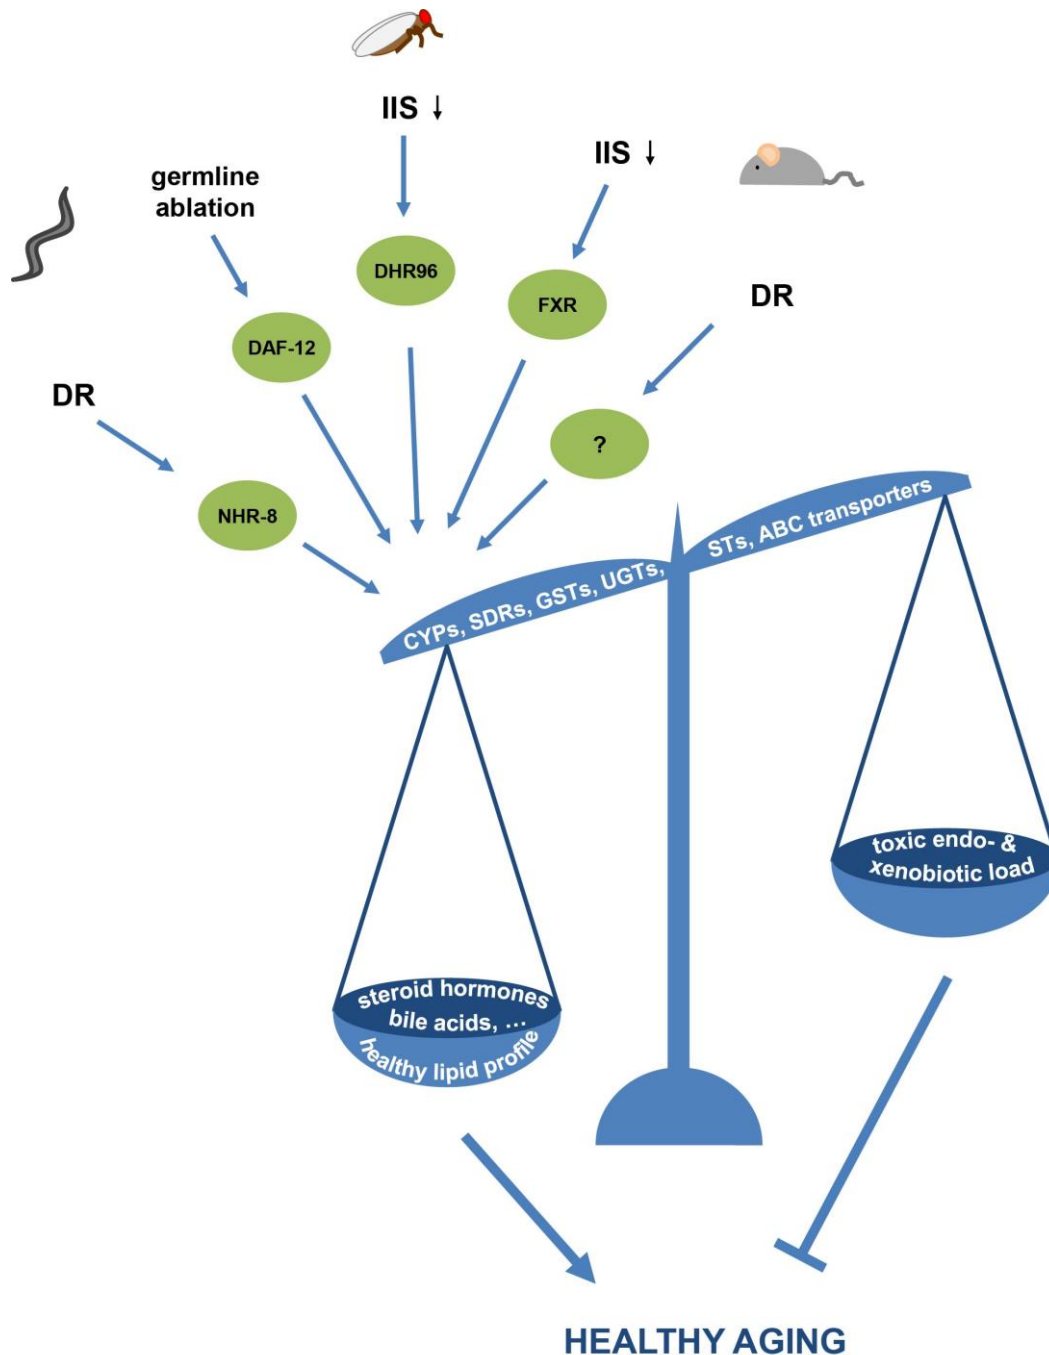 IIS ↓
IIS ↓
germline
ablation
DHR96
FXR
DR
DAF-12
DR
?
NHR-8
CYPs, SDRs, GSTs, UGTs,
STs, ABC transporters
toxic endo- &
xenobiotic load
steroid hormones
bile acids, ...
healthy lipid profile
HEALTHY AGING